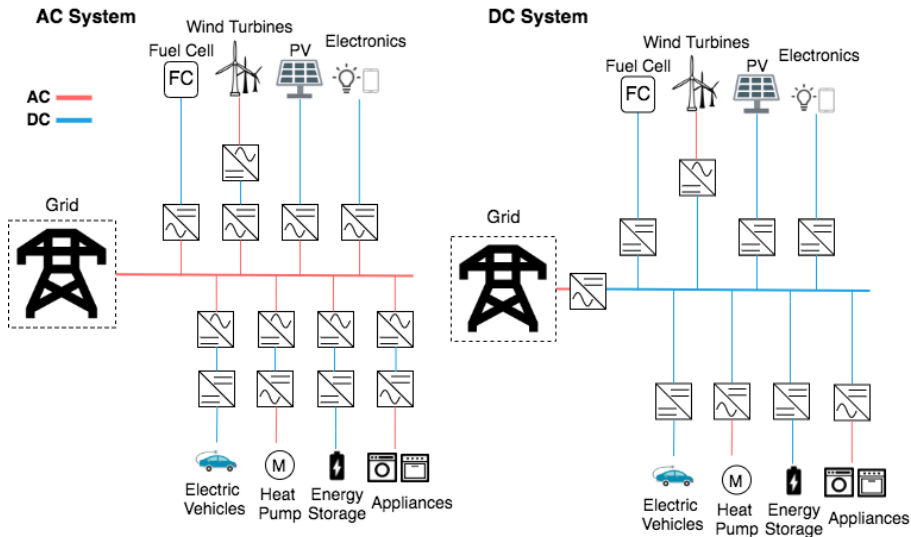 AC System
Fuel Cell
Wind Turbines
PV
Electronics
FC
AC
DC
Grid
M
Electric
Vehicles
Heat
Pump
Energy
Storage
Appliances
DC System
Fuel Cell
Wind Turbines
PV
Electronics
FC
Grid
M
Electric
Vehicles
Heat
Pump
Energy
Storage
Appliances